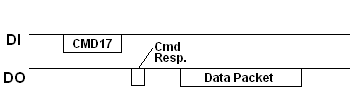 DI
CMD17
Cmd
Resp.
DO
Data Packet